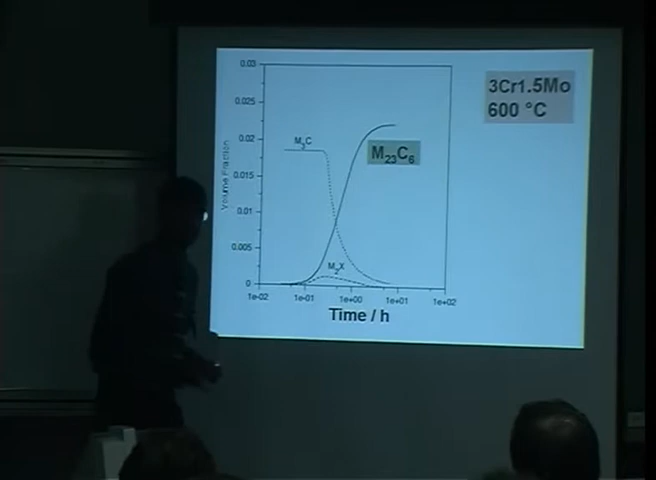 3Cr1.5Mo
600 °C
0.03
0.025
0.02
0.015
0.01
0.005
0
Volume Fraction
M3C
M23C6
M2X
1e-02 1e-01 1e+00 1e+01 1e+02
Time / h